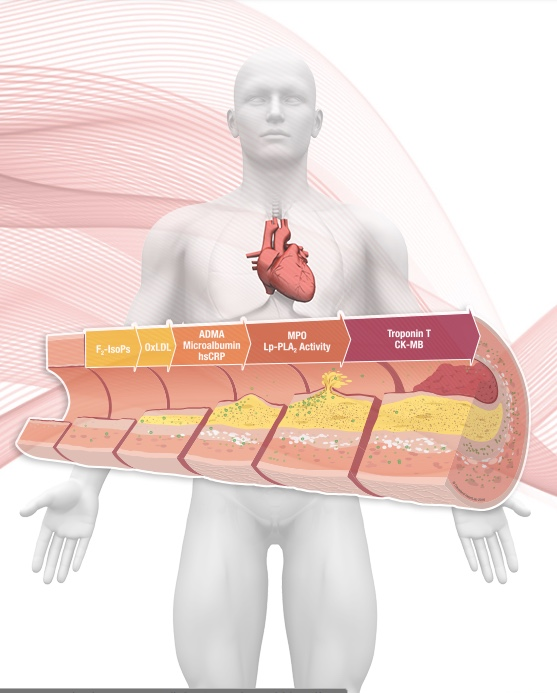 F₂-IsoPs
OxLDL
ADMA
Microalbumin
hsCRP
MPO
Lp-PLA₂ Activity
Troponin T
CK-MB